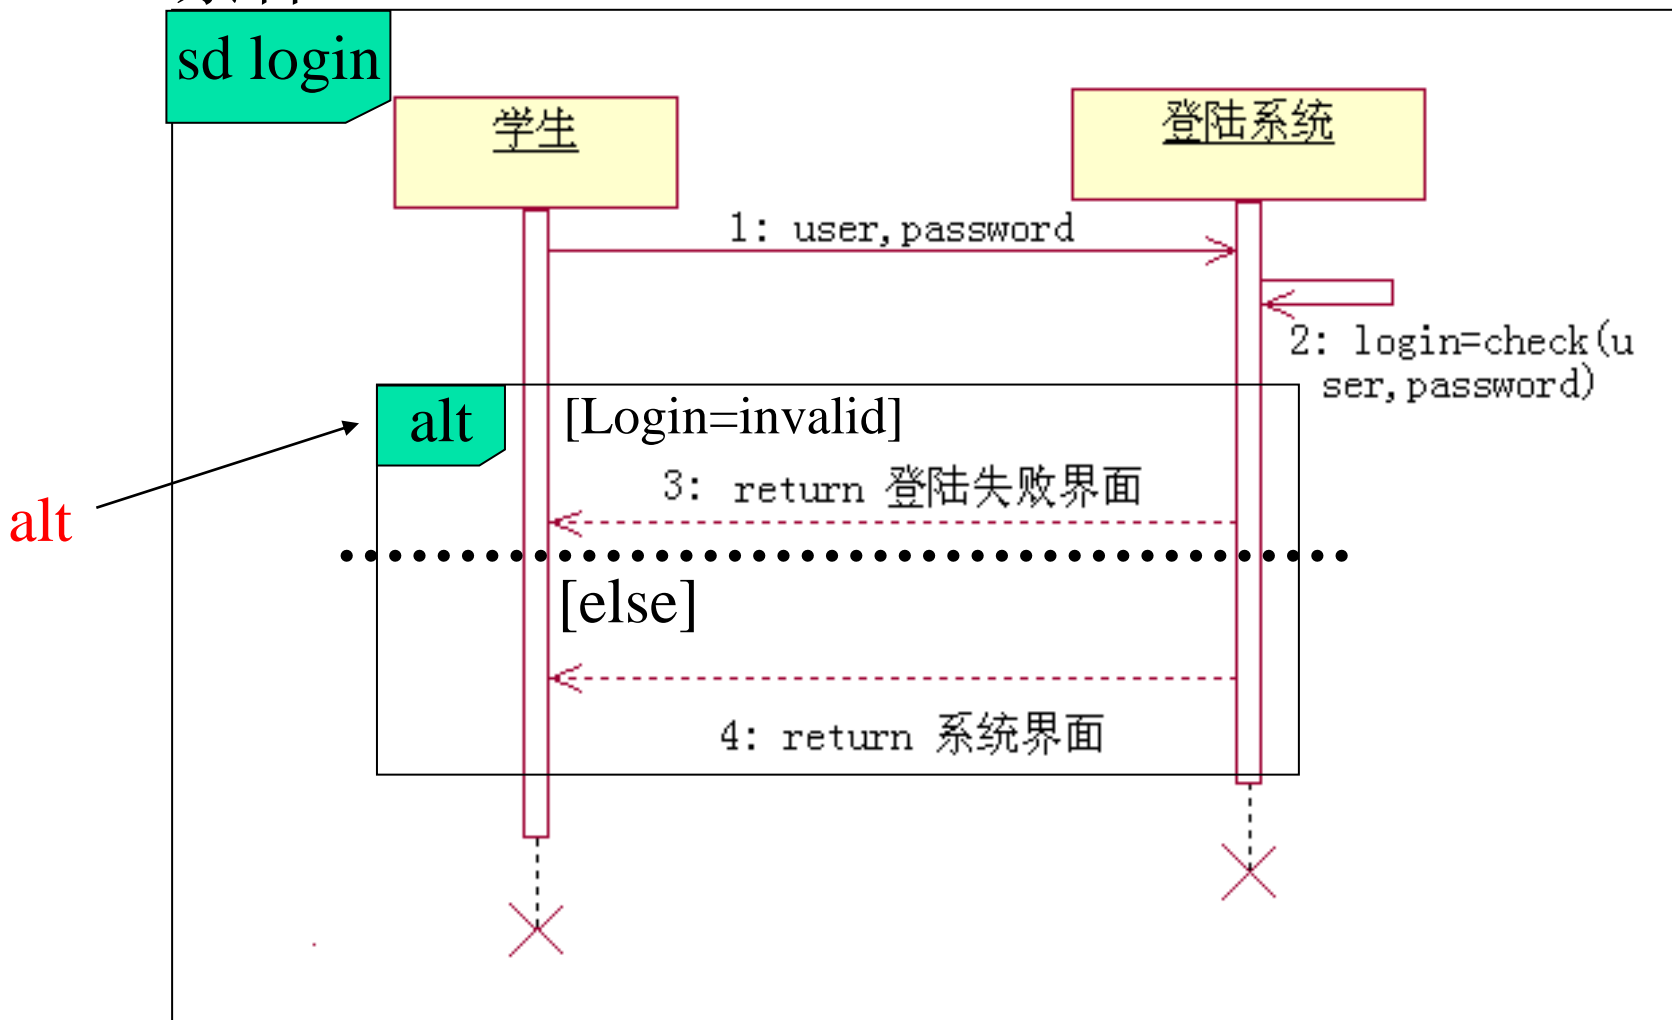 sd login
学生
登陆系统
1: user,password
2: login=check(u
ser,password)
alt
[Login=invalid]
3: return 登陆失败界面
alt
[else]
4: return 系统界面